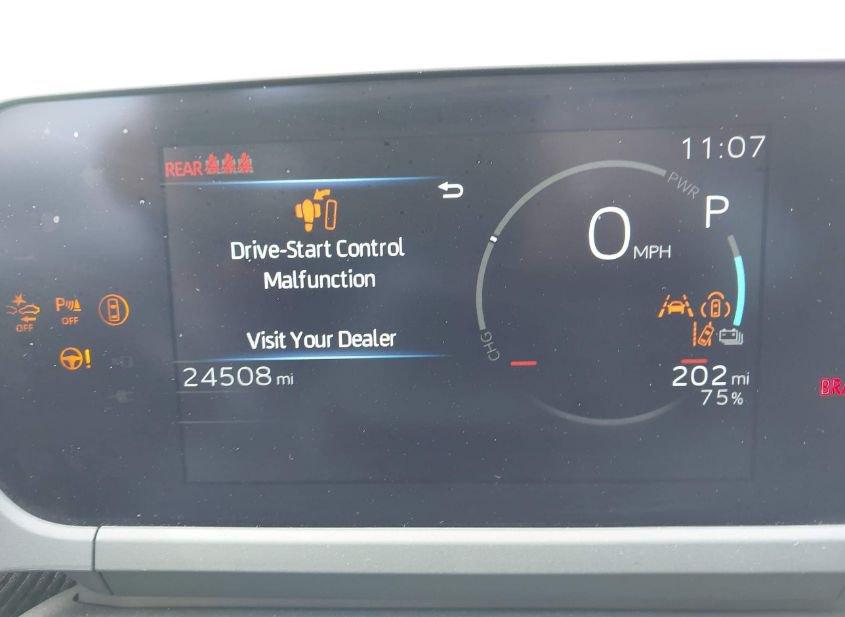 REAR
11:07
PWR
P
Drive-Start Control
Malfunction
0 MPH
P
OFF
OFF
Visit Your Dealer
CHG
24508 mi
202 mi
75%
BRA